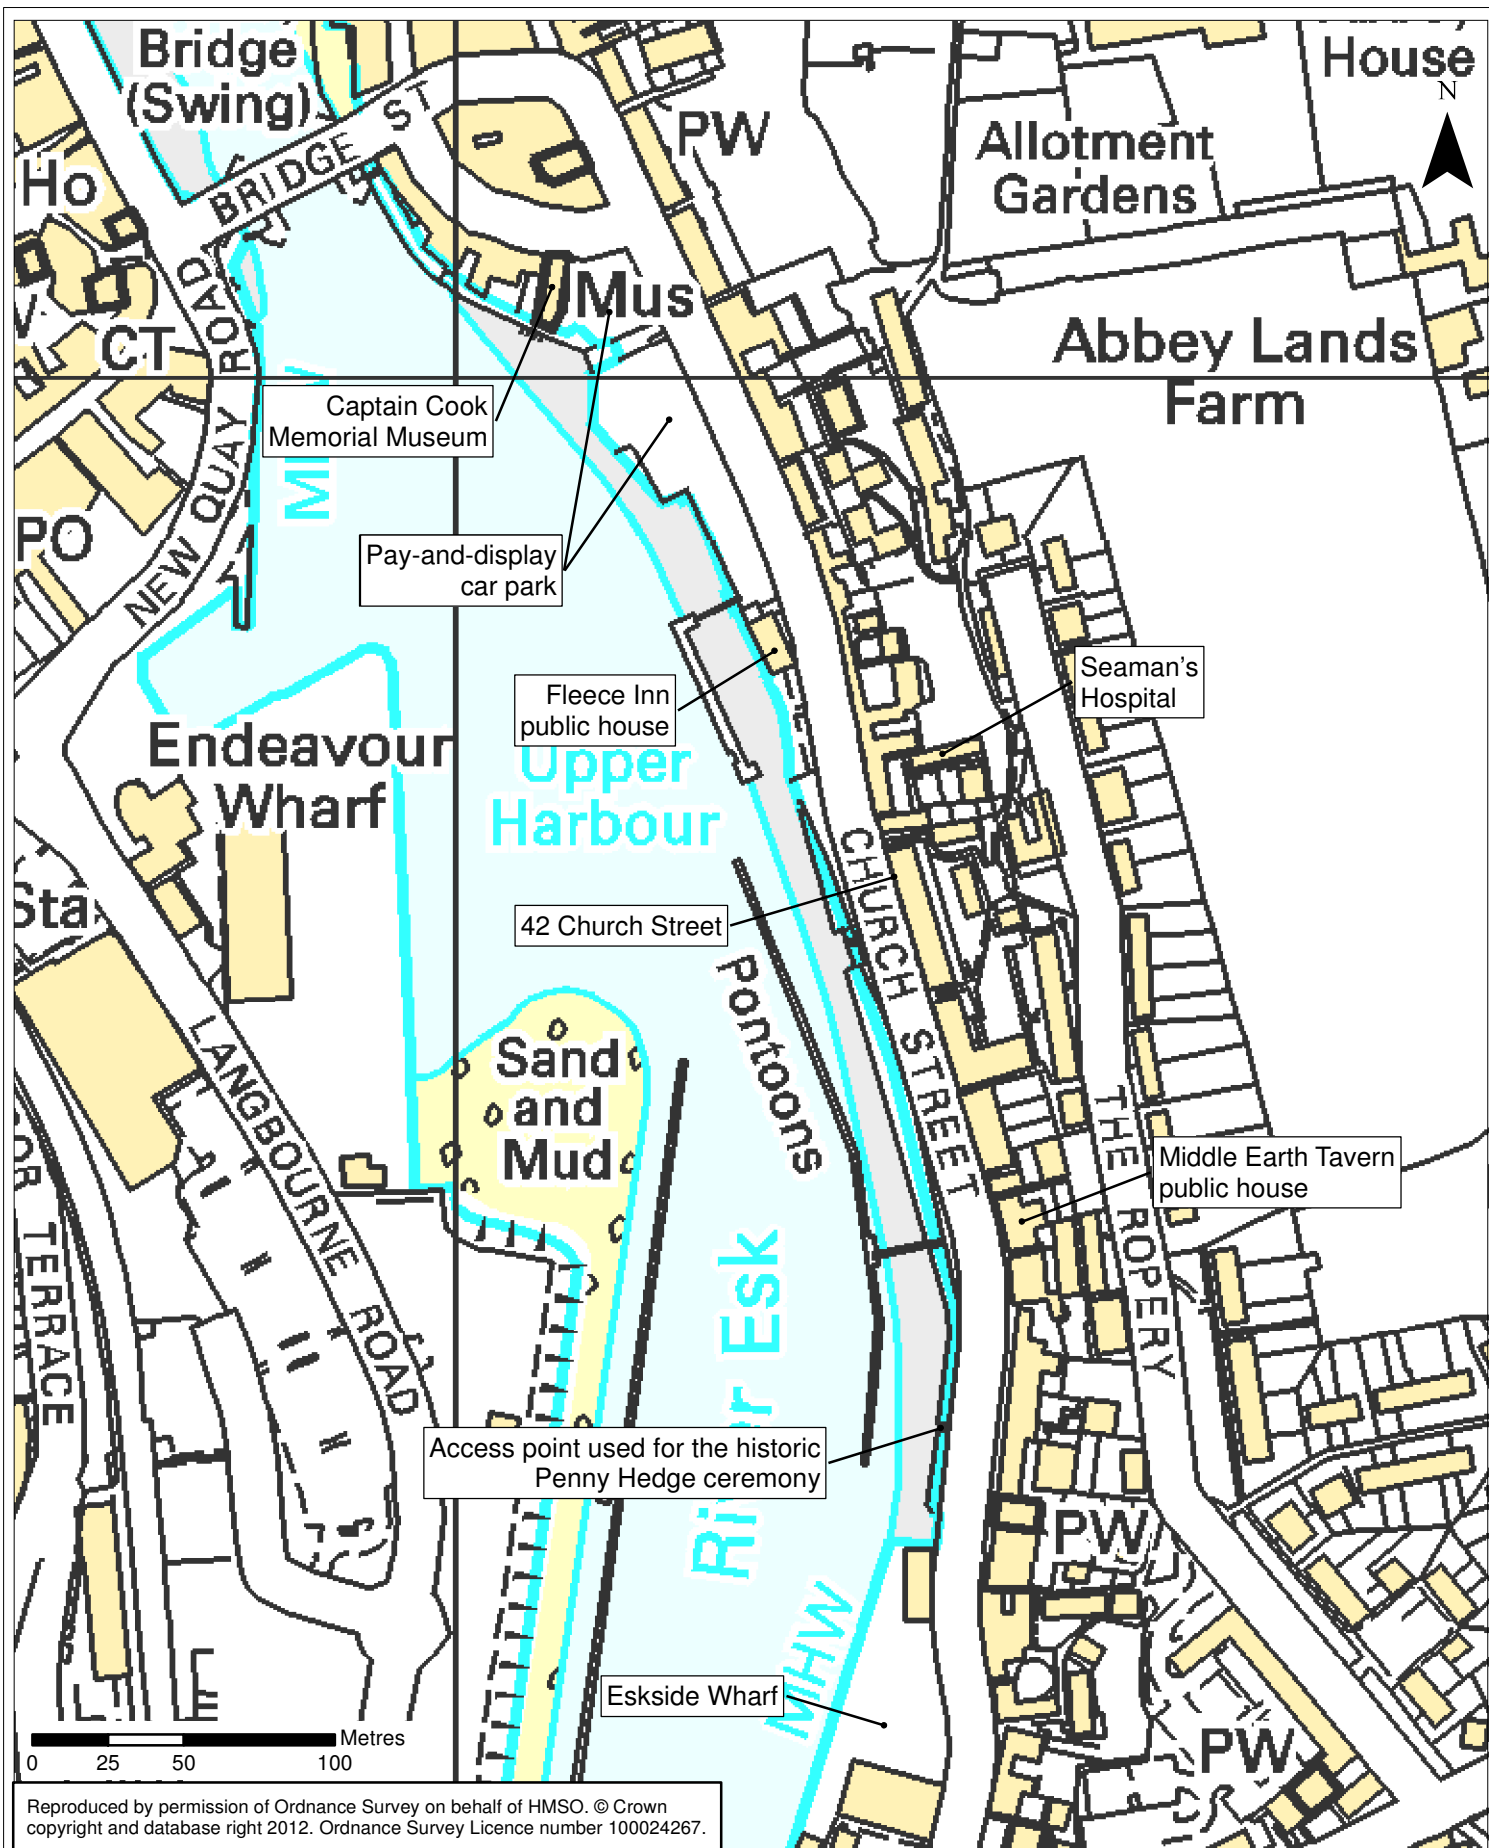 Bridge
(Swing)
BRIDGE ST
PW
House
N
Allotment
Gardens
Ho
ROAD
Mus
CT
Abbey Lands
Farm
Captain Cook
Memorial Museum
NEW QUAY
PO
Pay-and-display
car park
Fleece Inn
public house
Seaman's
Hospital
Endeavour
Wharf
Upper
Harbour
CHURCH STREET
42 Church Street
Sta
Pontoons
Sand
and
Mud
LANGBOURNE ROAD
THE ROPERY
Middle Earth Tavern
public house
TERRACE
River Esk
Access point used for the historic
Penny Hedge ceremony
PW
MHW
Eskside Wharf
PW
Metres
0 25 50 100
Reproduced by permission of Ordnance Survey on behalf of HMSO. © Crown
copyright and database right 2012. Ordnance Survey Licence number 100024267.